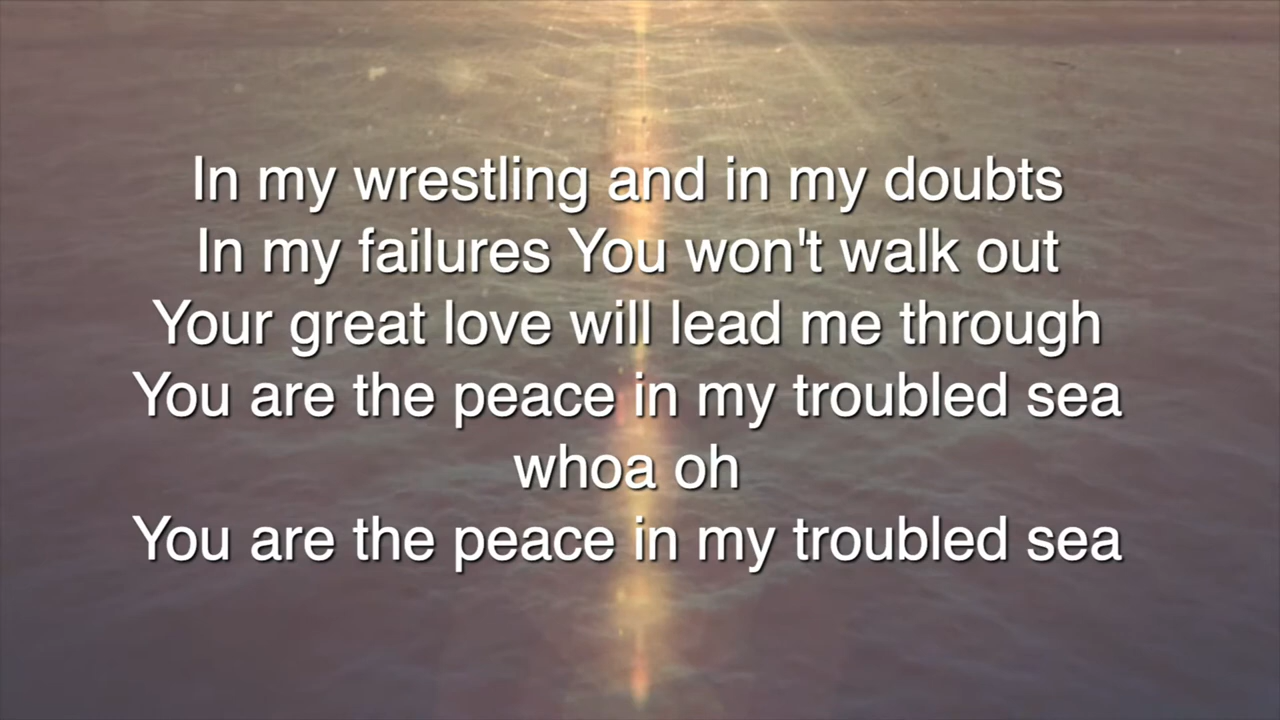 In my wrestling and in my doubts
In my failures You won't walk out
Your great love will lead me through
You are the peace in my troubled sea
whoa oh
You are the peace in my troubled sea